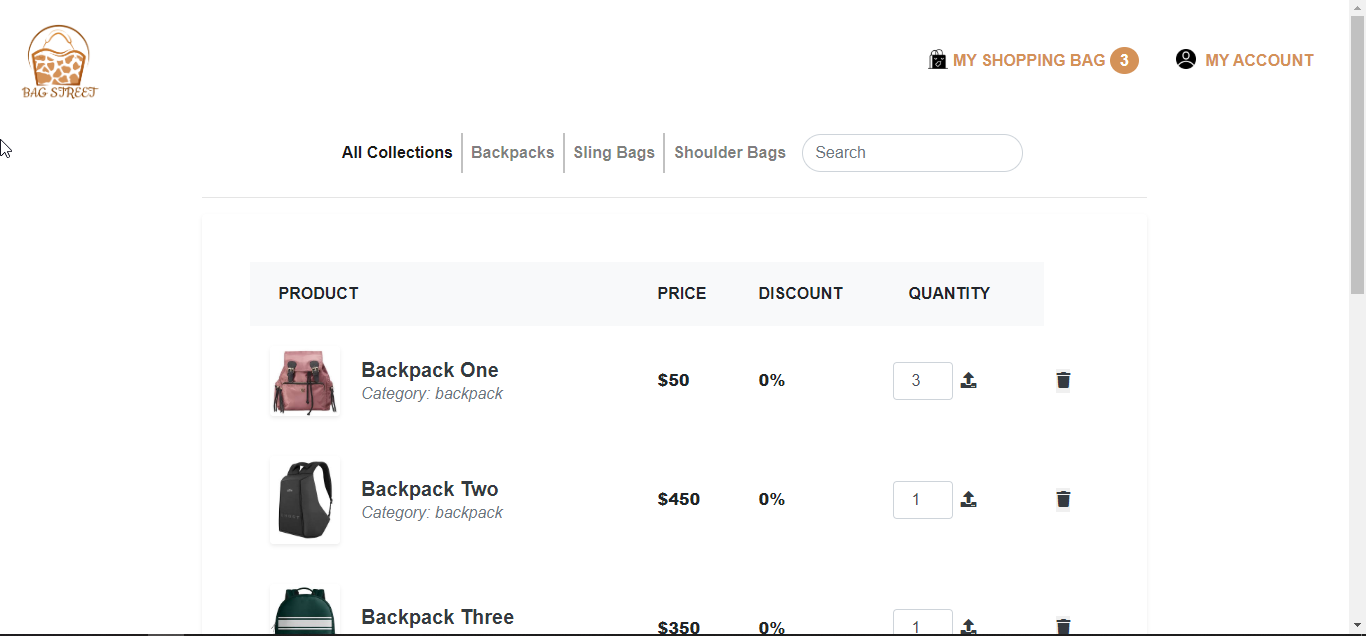 BAG STREET
MY SHOPPING BAG 3
MY ACCOUNT
All Collections
Backpacks
Sling Bags
Shoulder Bags
Search
PRODUCT PRICE DISCOUNT QUANTITY
Backpack One
Category: backpack
$50 0% 3
Backpack Two
Category: backpack
$450 0% 1
Backpack Three
$350 0% 1